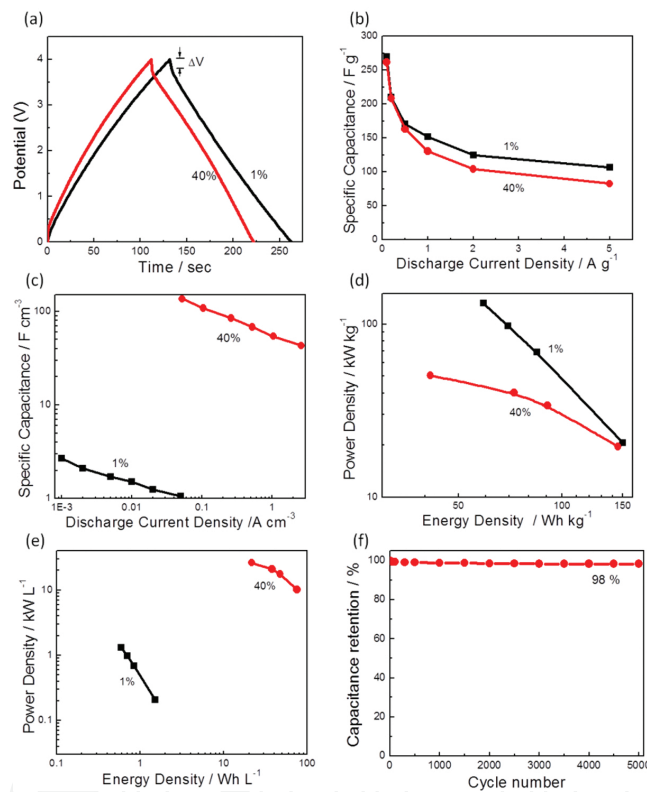 (a)
Potential (V)
4
3
2
1
0
ΔV
40%
1%
0 50 100 150 200 250
Time / sec
(b)
Specific Capacitance / F g⁻¹
300
250
200
150
100
50
0
1%
40%
0 1 2 3 4 5
Discharge Current Density / A g⁻¹
(c)
Specific Capacitance / F cm⁻³
100
10
1
40%
1%
1E-3 0.01 0.1 1
Discharge Current Density /A cm⁻³
(d)
Power Density / kW kg⁻¹
100
10
1%
40%
50 100 150
Energy Density / Wh kg⁻¹
(e)
Power Density / kW L⁻¹
10
1
0.1
40%
1%
0.1 1 10 100
Energy Density / Wh L⁻¹
(f)
Capacitance retention / %
100
80
60
40
20
0
98 %
0 1000 2000 3000 4000 5000
Cycle number